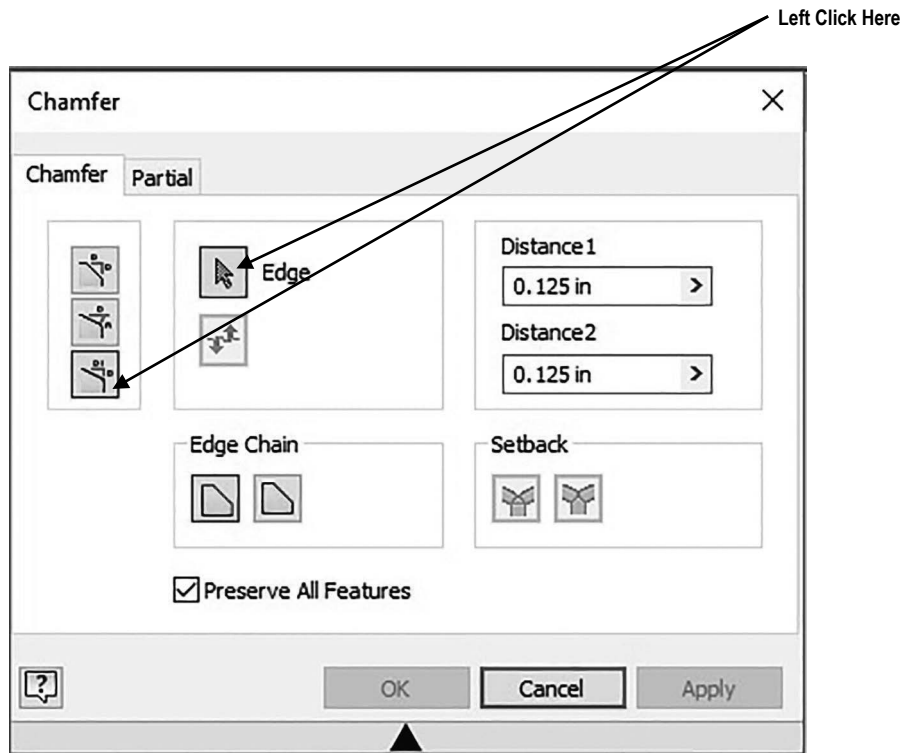 Left Click Here
Chamfer
Chamfer Partial
Edge
Distance1
0.125 in
Distance2
0.125 in
Edge Chain
Setback
Preserve All Features
OK Cancel Apply